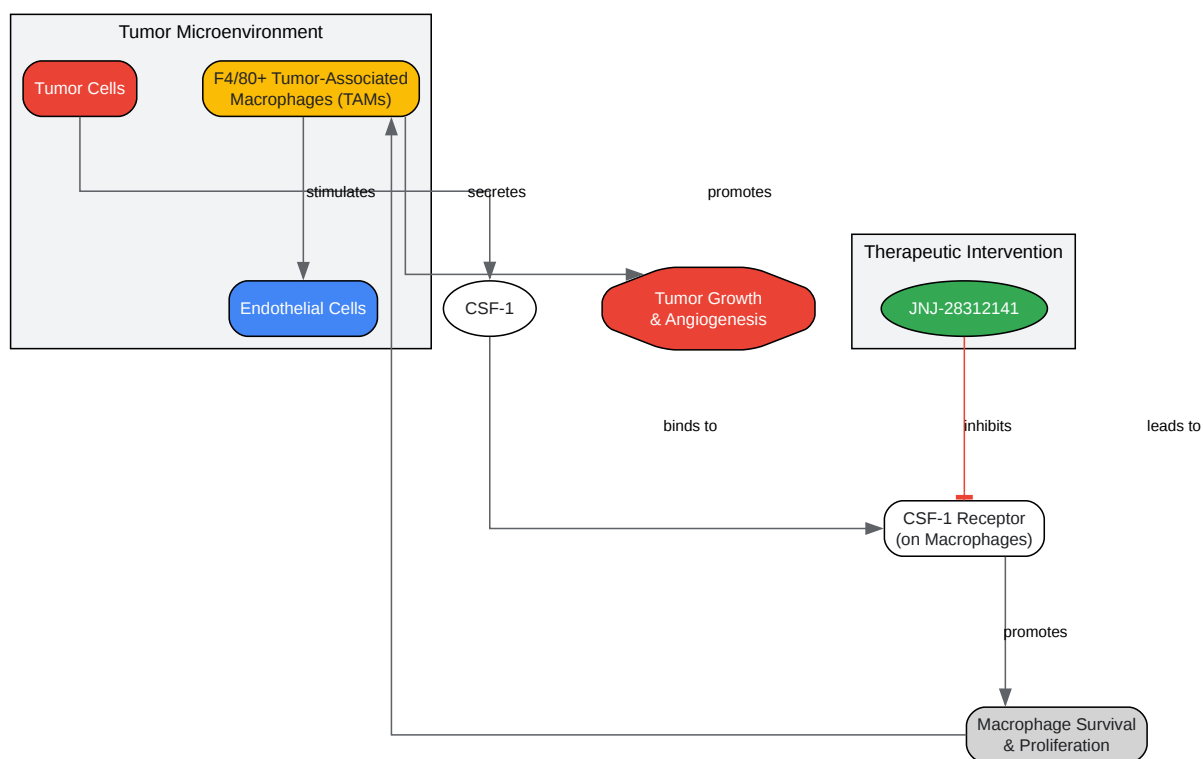 Tumor Microenvironment
Tumor Cells
F4/80+ Tumor-Associated
Macrophages (TAMs)
stimulates
secretes
promotes
Therapeutic Intervention
Endothelial Cells
CSF-1
Tumor Growth
& Angiogenesis
JNJ-28312141
binds to
inhibits
leads to
CSF-1 Receptor
(on Macrophages)
promotes
Macrophage Survival
& Proliferation